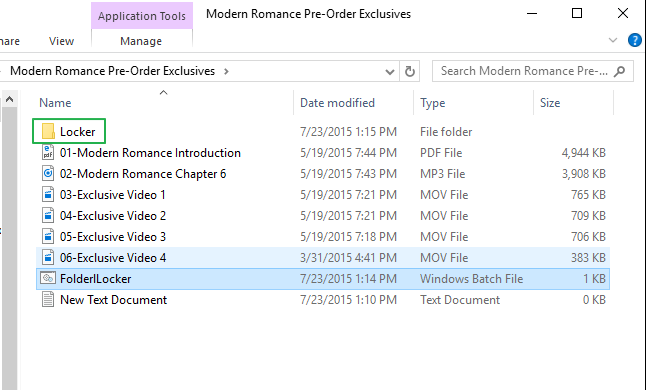 Application Tools Modern Romance Pre-Order Exclusives
hare View Manage
Modern Romance Pre-Order Exclusives Search Modern Romance Pre-...
Name Date modified Type Size
Locker 7/23/2015 1:15 PM File folder
01-Modern Romance Introduction 5/19/2015 7:44 PM PDF File 4,944 KB
02-Modern Romance Chapter 6 5/19/2015 7:43 PM MP3 File 3,908 KB
03-Exclusive Video 1 5/19/2015 7:21 PM MOV File 765 KB
04-Exclusive Video 2 5/19/2015 7:21 PM MOV File 709 KB
05-Exclusive Video 3 5/19/2015 7:18 PM MOV File 706 KB
06-Exclusive Video 4 3/31/2015 4:41 PM MOV File 383 KB
FolderlLocker 7/23/2015 1:14 PM Windows Batch File 1 KB
New Text Document 7/23/2015 1:10 PM Text Document 0 KB